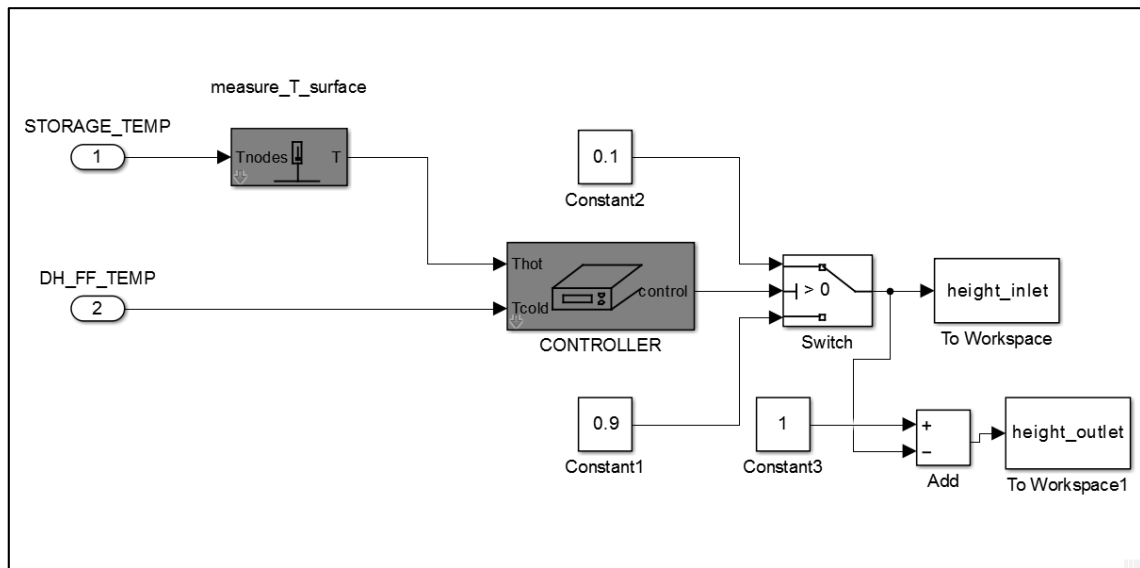 measure_T_surface
STORAGE_TEMP
1
Tnodes T
0.1
Constant2
DH_FF_TEMP
2
Thot
Tcold
control
CONTROLLER
> 0
Switch
height_inlet
To Workspace
0.9
Constant1
1
Constant3
+
−
Add
height_outlet
To Workspace1